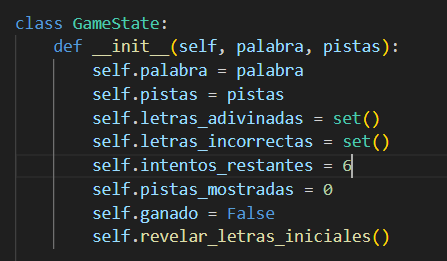 class GameState:
    def __init__(self, palabra, pistas):
        self.palabra = palabra
        self.pistas = pistas
        self.letras_adivinadas = set()
        self.letras_incorrectas = set()
        self.intentos_restantes = 6
        self.pistas_mostradas = 0
        self.ganado = False
        self.revelar_letras_iniciales()